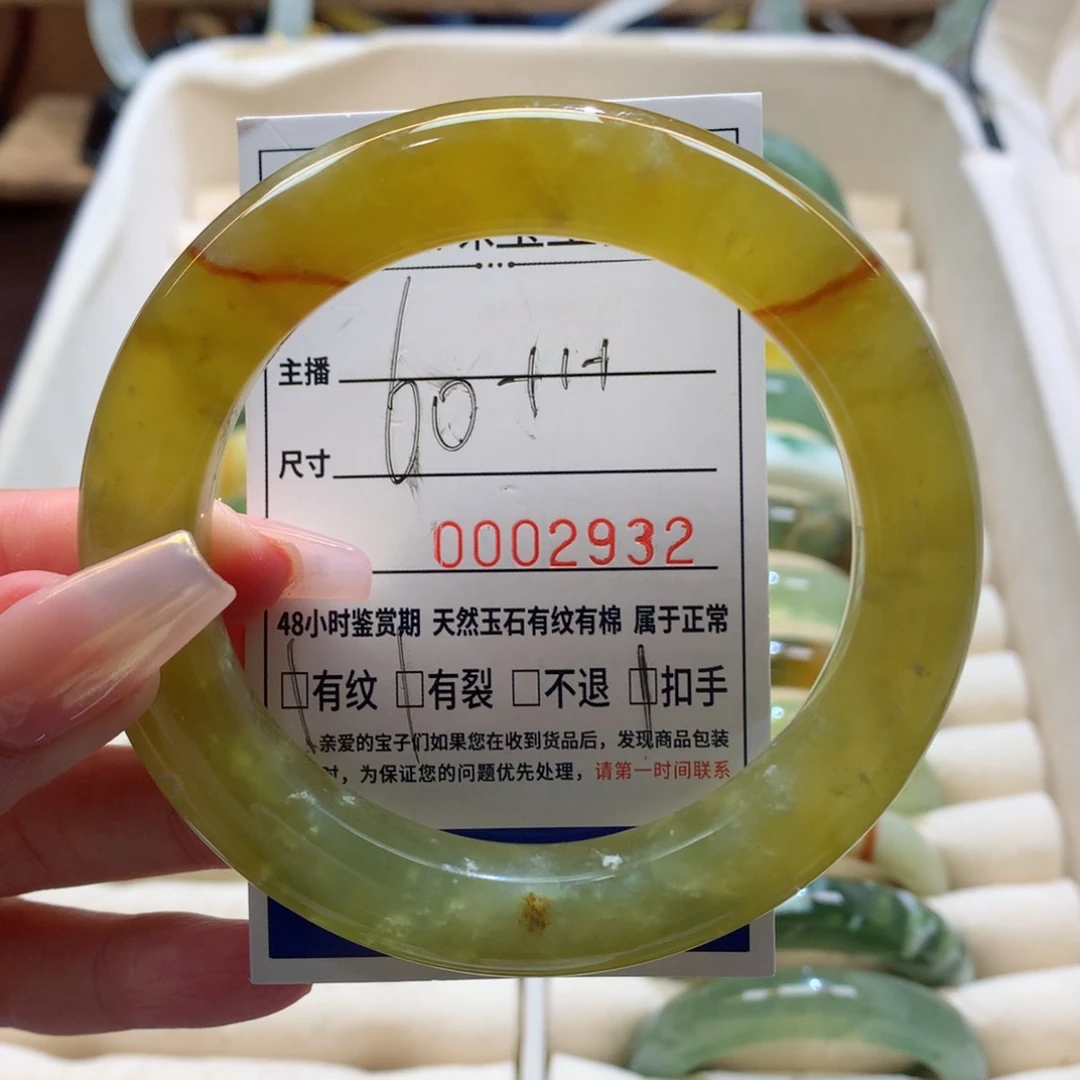 主播
60
尺寸
0002932
48小时鉴赏期 天然玉石有纹有棉 属于正常
□有纹 □有裂 □不退 □扣手
亲爱的宝子们如果您在收到货品后，发现商品包装
时，为保证您的问题优先处理，请第一时间联系